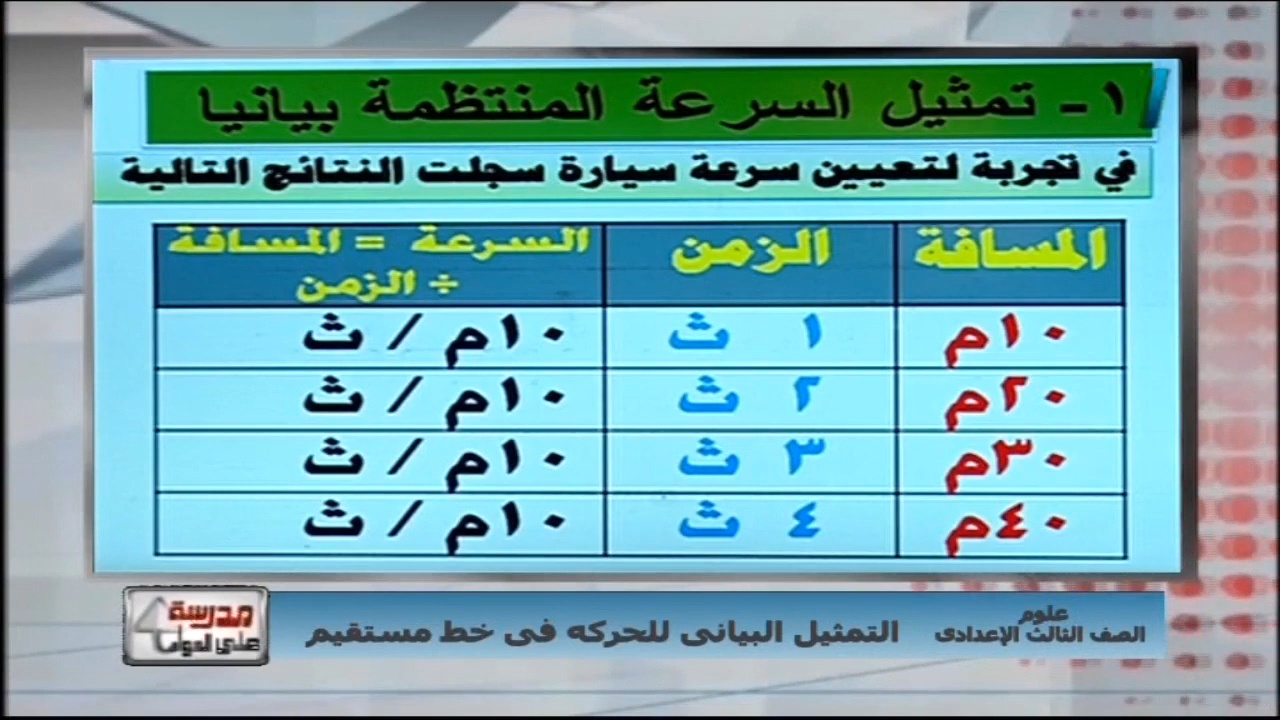 ١ - تمثيل السرعة المنتظمة بيانيا
في تجربة لتعيين سرعة سيارة سجلت النتائج التالية
المسافة الزمن السرعة = المسافة ÷ الزمن
١٠م ١ ث ١٠م / ث
٢٠م ٢ ث ١٠م / ث
٣٠م ٣ ث ١٠م / ث
٤٠م ٤ ث ١٠م / ث
علوم
الصف الثالث الإعدادى
التمثيل البيانى للحركه فى خط مستقيم
مدرسة
على الهواء
4